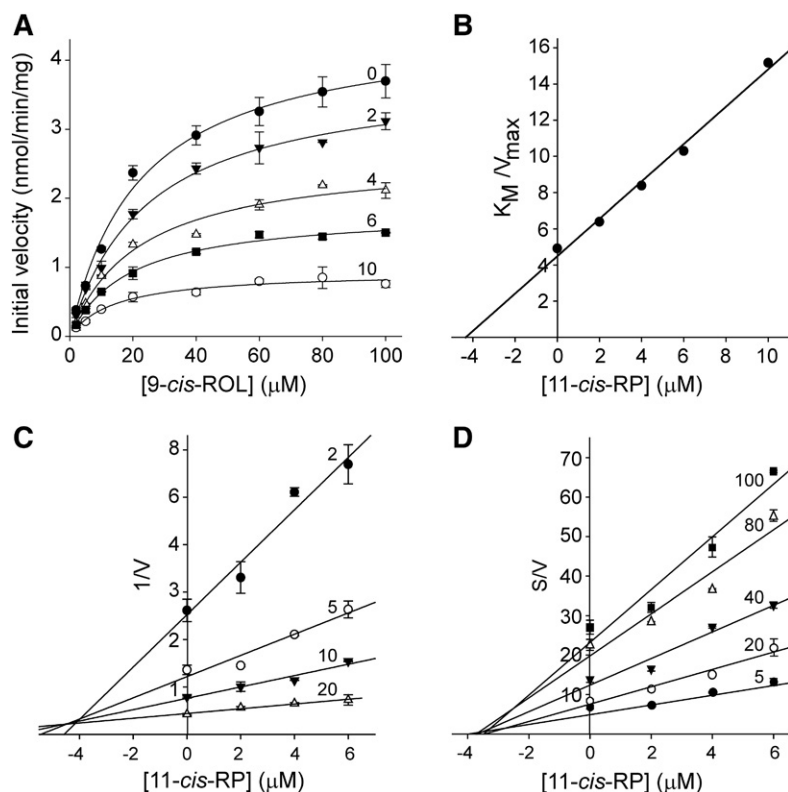 A
Initial velocity (nmol/min/mg)
4
3
2
1
0
0
2
4
6
10
0 20 40 60 80 100
[9-cis-ROL] (µM)
B
K_M /V_max
16
14
12
10
8
6
4
2
-4 -2 0 2 4 6 8 10
[11-cis-RP] (µM)
C
1/V
8
6
4
3
2
1
2
5
10
20
-4 -2 0 2 4 6
[11-cis-RP] (µM)
D
S/V
70
60
50
40
30
20
10
100
80
40
20
5
-4 -2 0 2 4 6
[11-cis-RP] (µM)